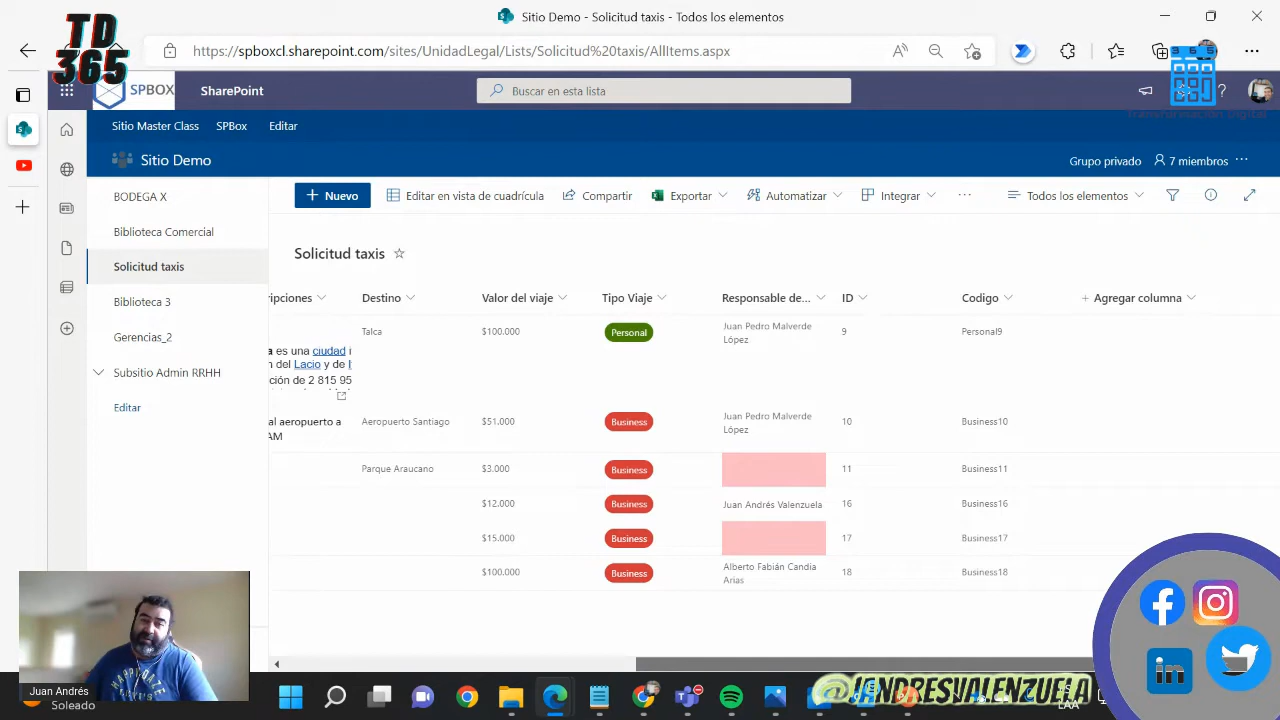 TD
365
Sitio Demo - Solicitud taxis - Todos los elementos
https://spboxcl.sharepoint.com/sites/UnidadLegal/Lists/Solicitud%20taxis/AllItems.aspx
365
SPBOX
SharePoint
Buscar en esta lista
Transformación Digital
Sitio Master Class
SPBox
Editar
Sitio Demo
Grupo privado
7 miembros
BODEGA X
Biblioteca Comercial
Solicitud taxis
Biblioteca 3
Gerencias_2
Subsitio Admin RRHH
Editar
+ Nuevo
Editar en vista de cuadrícula
Compartir
Exportar
Automatizar
Integrar
Todos los elementos
Solicitud taxis
ripciones Destino Valor del viaje Tipo Viaje Responsable de... ID Codigo + Agregar columna
Talca $100.000 Personal Juan Pedro Malverde López 9 Personal9
a es una ciudad i
n del Lacio y de I
ción de 2 815 95
al aeropuerto a
AM
Aeropuerto Santiago $51.000 Business Juan Pedro Malverde López 10 Business10
Parque Araucano $3.000 Business 11 Business11
$12.000 Business Juan Andrés Valenzuela 16 Business16
$15.000 Business 17 Business17
$100.000 Business Alberto Fabián Candia Arias 18 Business18
Juan Andrés
Soleado
@JANDRESVALENZUELA
LAA